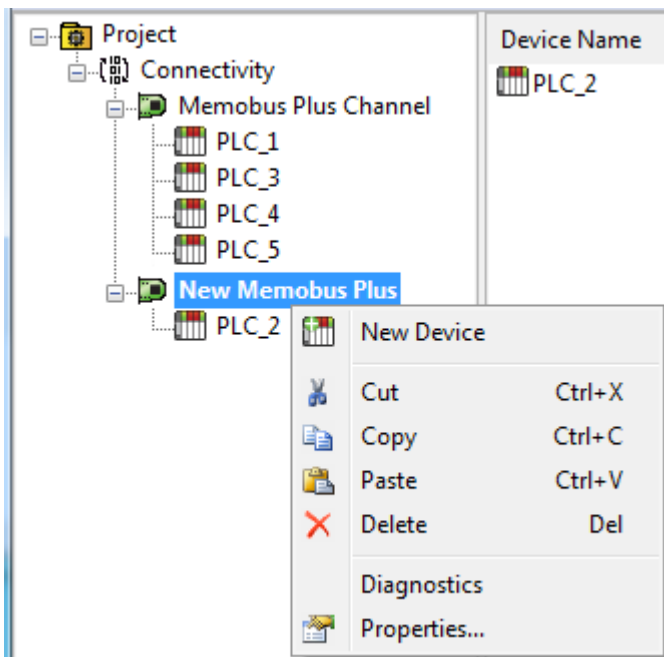 Project
Connectivity
Memobus Plus Channel
PLC_1
PLC_3
PLC_4
PLC_5
New Memobus Plus
PLC_2
Device Name
PLC_2
New Device
Cut Ctrl+X
Copy Ctrl+C
Paste Ctrl+V
Delete Del
Diagnostics
Properties...